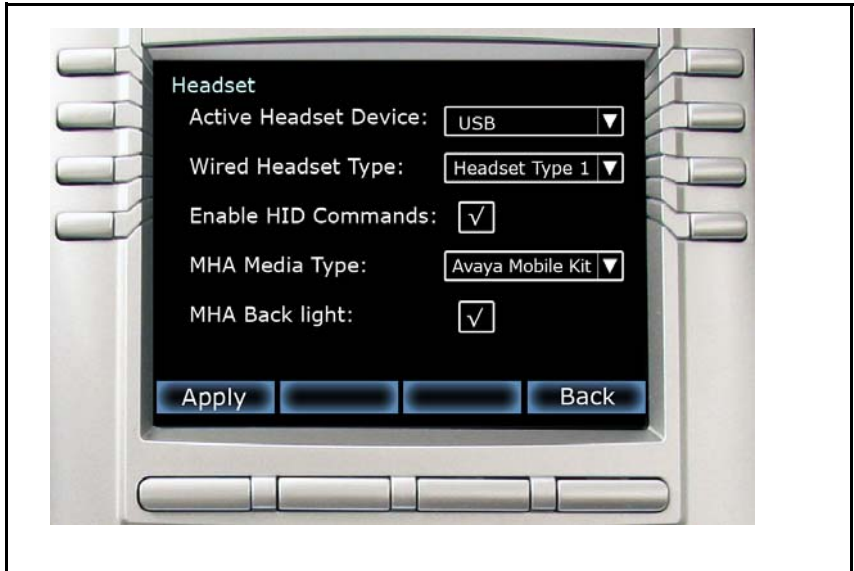 Headset
Active Headset Device: USB
Wired Headset Type: Headset Type 1
Enable HID Commands: √
MHA Media Type: Avaya Mobile Kit
MHA Back light: √
Apply Back